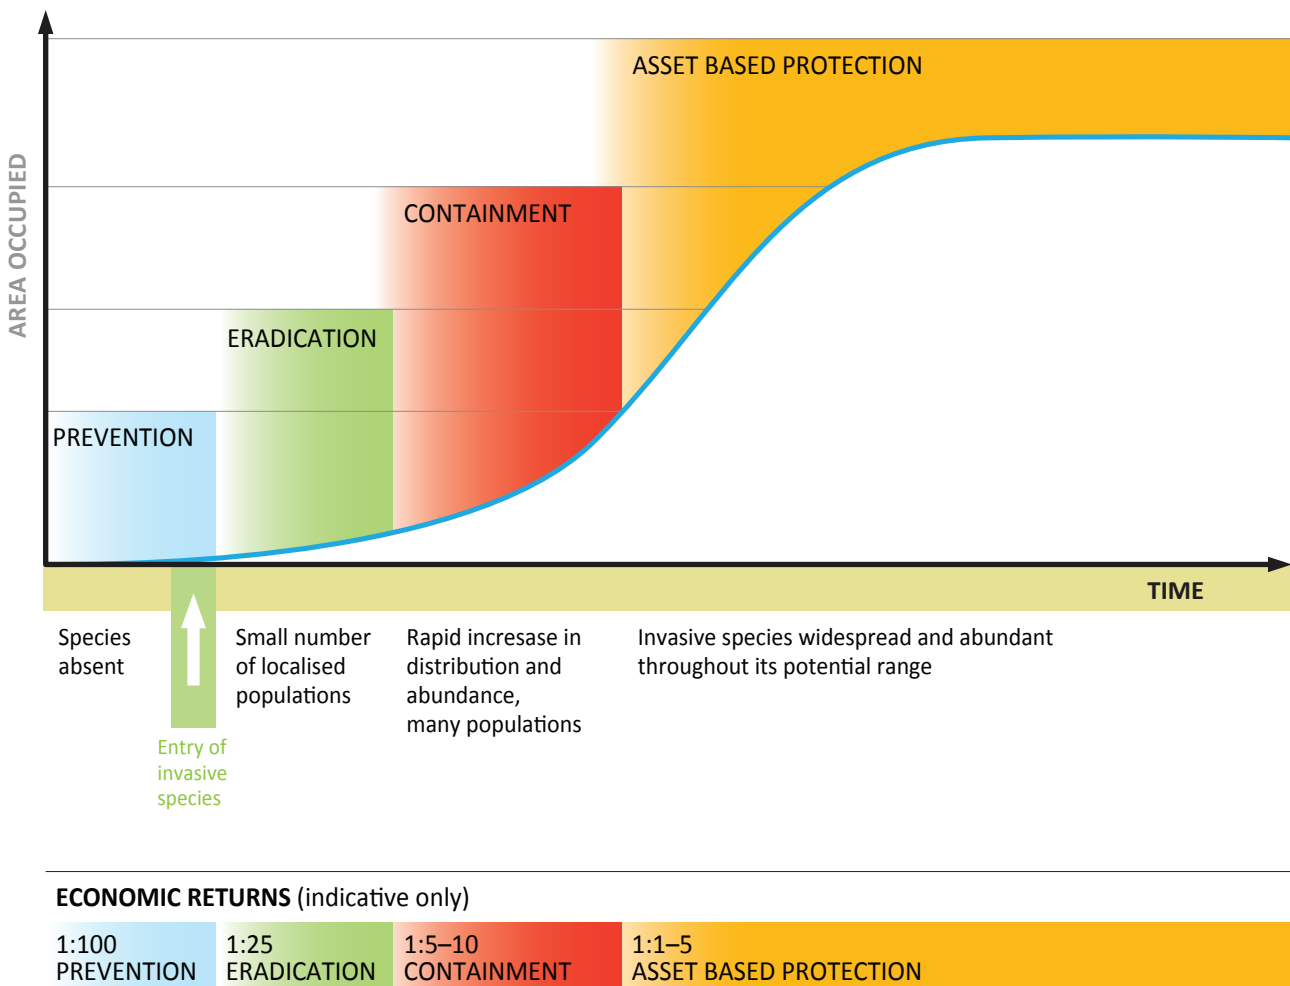 AREA OCCUPIED
ASSET BASED PROTECTION
CONTAINMENT
ERADICATION
PREVENTION
TIME
Species
absent
Small number
of localised
populations
Rapid incresase in
distribution and
abundance,
many populations
Invasive species widespread and abundant
throughout its potential range
Entry of
invasive
species
ECONOMIC RETURNS (indicative only)
1:100
PREVENTION
1:25
ERADICATION
1:5–10
CONTAINMENT
1:1–5
ASSET BASED PROTECTION